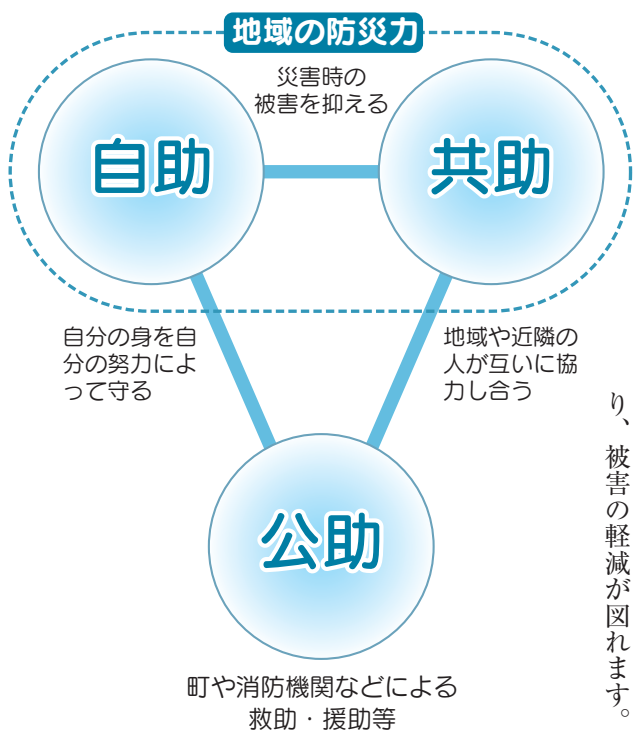 地域の防災力
災害時の
被害を抑える
自助
共助
自分の身を自
分の努力によ
って守る
地域や近隣の
人が互いに協
力し合う
公助
町や消防機関などによる
救助・援助等
り、被害の軽減が図れます。